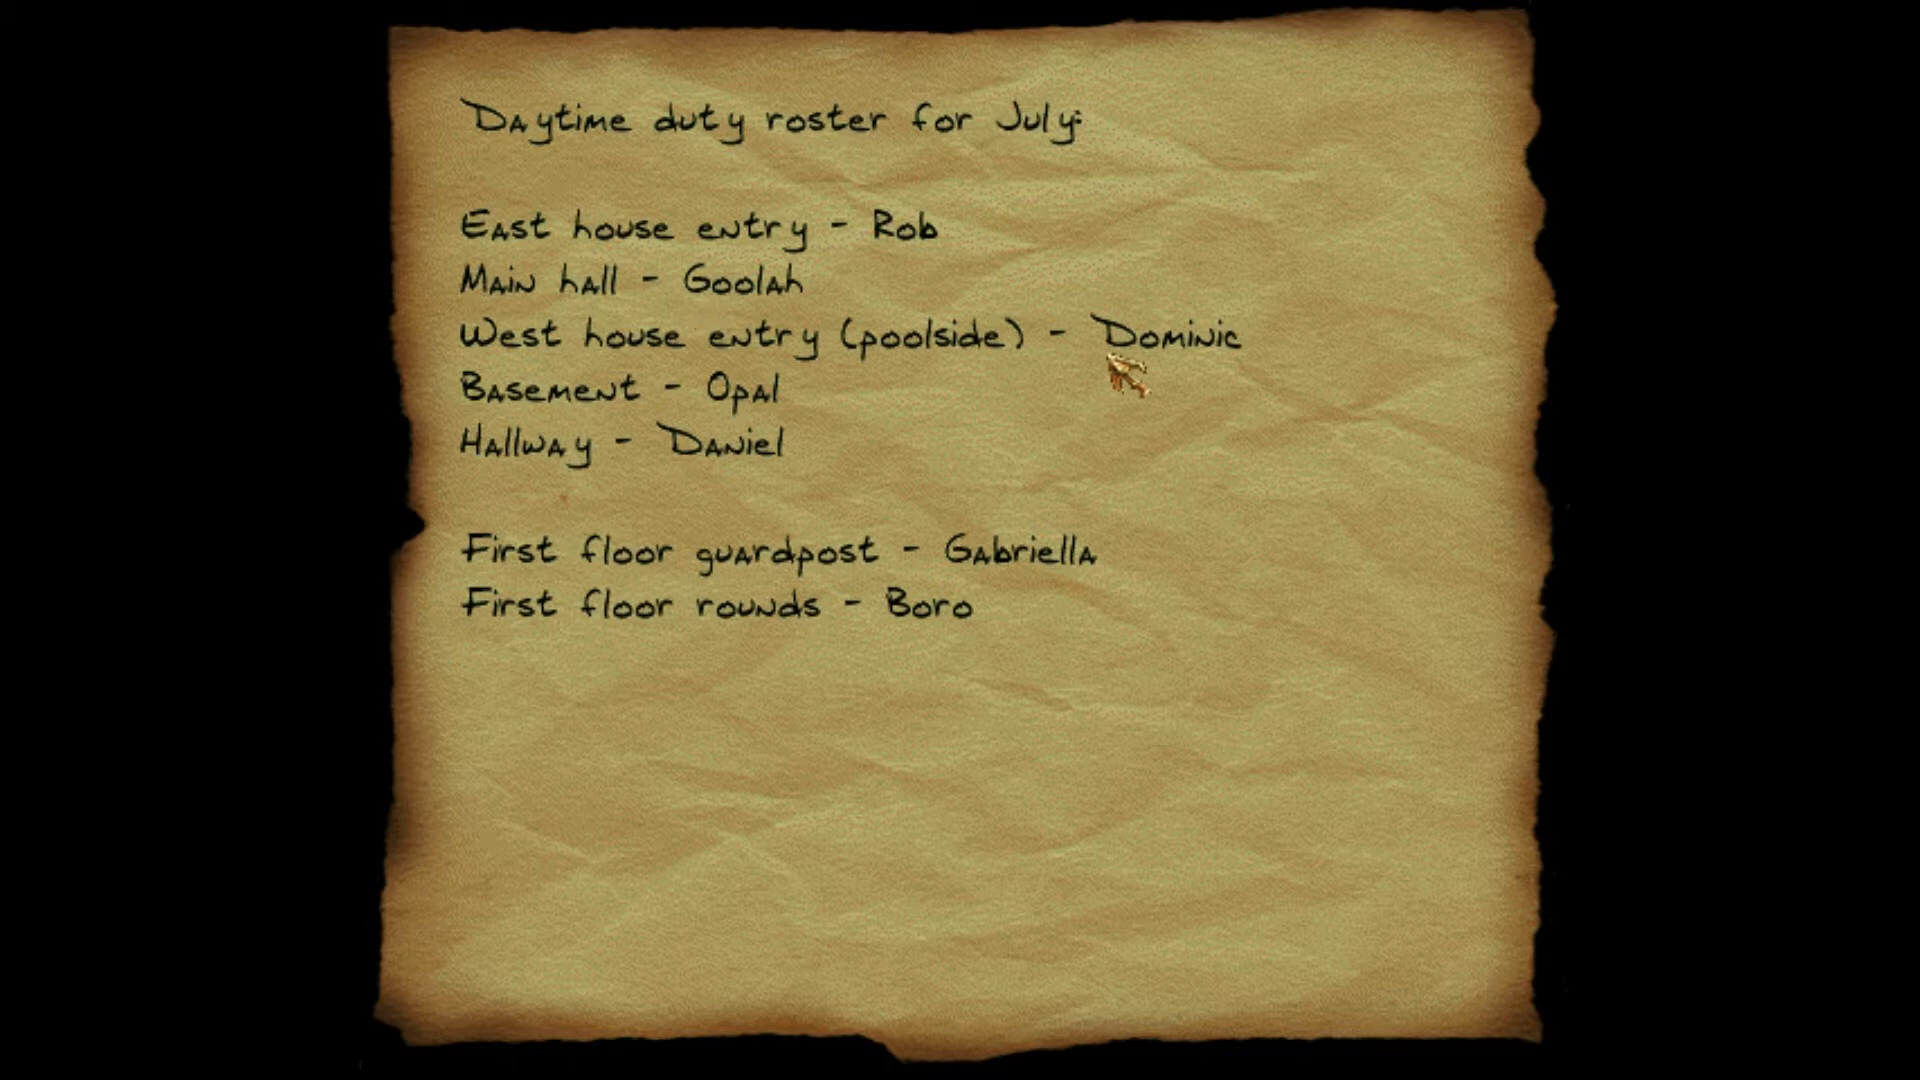 Daytime duty roster for July:
East house entry - Rob
Main hall - Goolah
West house entry (poolside) - Dominic
Basement - Opal
Hallway - Daniel
First floor guardpost - Gabriella
First floor rounds - Boro